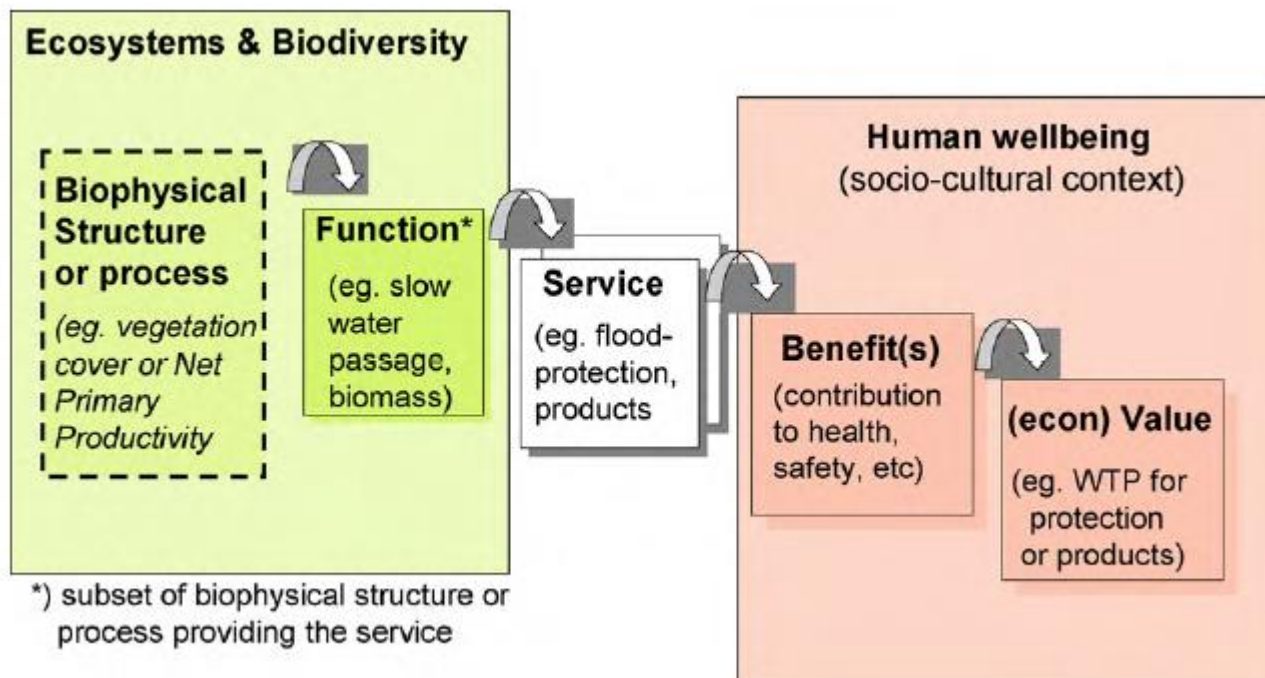 Ecosystems & Biodiversity
Biophysical
Structure
or process
(eg. vegetation
cover or Net
Primary
Productivity
Function*
(eg. slow
water
passage,
biomass)
Service
(eg. flood-
protection,
products
Human wellbeing
(socio-cultural context)
Benefit(s)
(contribution
to health,
safety, etc)
(econ) Value
(eg. WTP for
protection
or products)
*) subset of biophysical structure or
process providing the service